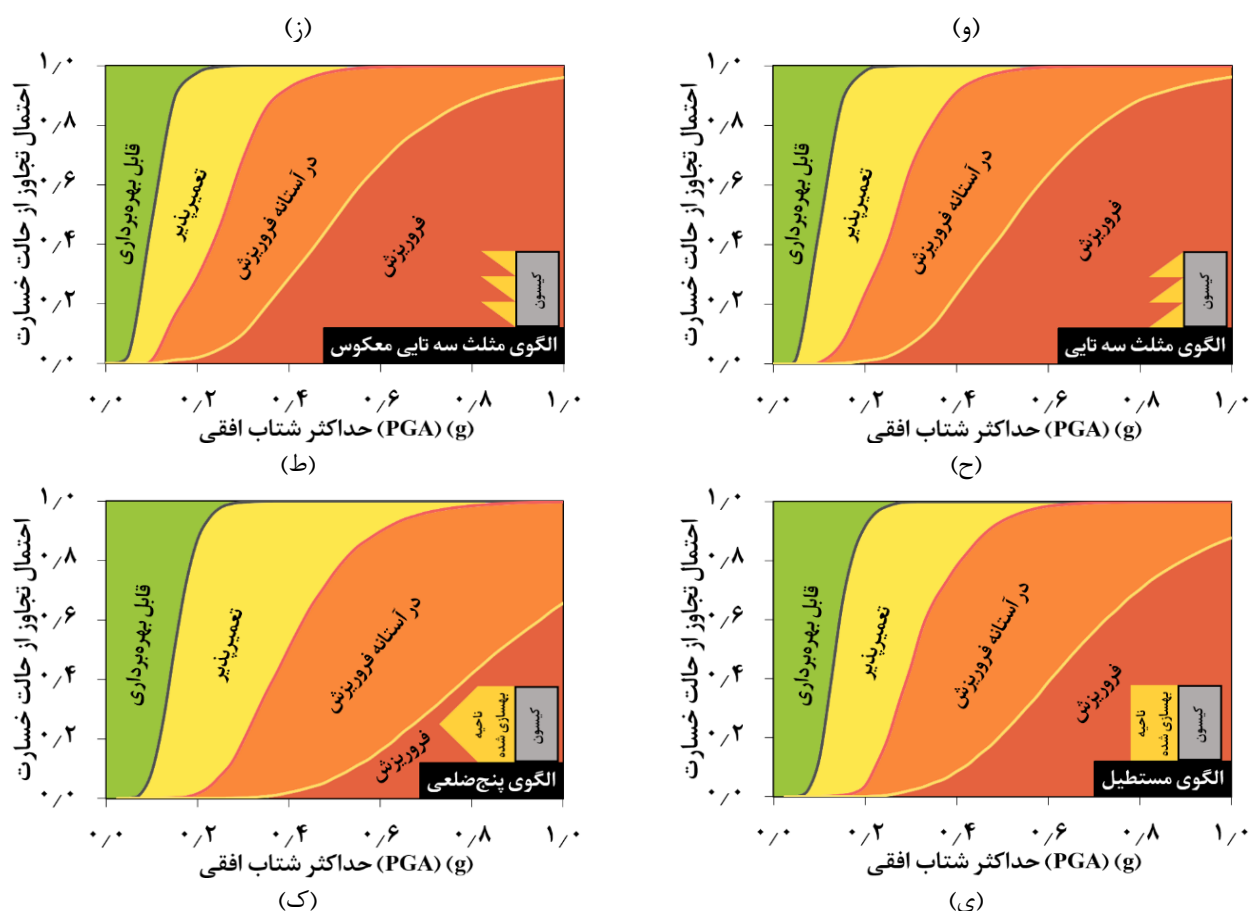 (و)
(ز)
احتمال تجاوز از حالت خسارت
۱٫۰
۰٫۸
۰٫۶
۰٫۴
۰٫۲
۰٫۰
قابل بهره‌برداری
تعمیرپذیر
در آستانه فروریزش
فروریزش
کیسون
الگوی مثلث سه تایی
۰٫۰ ۰٫۲ ۰٫۴ ۰٫۶ ۰٫۸ ۱٫۰
حداکثر شتاب افقی (PGA) (g)
(ح)
احتمال تجاوز از حالت خسارت
۱٫۰
۰٫۸
۰٫۶
۰٫۴
۰٫۲
۰٫۰
قابل بهره‌برداری
تعمیرپذیر
در آستانه فروریزش
فروریزش
کیسون
الگوی مثلث سه تایی معکوس
۰٫۰ ۰٫۲ ۰٫۴ ۰٫۶ ۰٫۸ ۱٫۰
حداکثر شتاب افقی (PGA) (g)
(ط)
احتمال تجاوز از حالت خسارت
۱٫۰
۰٫۸
۰٫۶
۰٫۴
۰٫۲
۰٫۰
قابل بهره‌برداری
تعمیرپذیر
در آستانه فروریزش
فروریزش
ناحیه
بهسازی شده
کیسون
الگوی مستطیل
۰٫۰ ۰٫۲ ۰٫۴ ۰٫۶ ۰٫۸ ۱٫۰
حداکثر شتاب افقی (PGA) (g)
(ی)
احتمال تجاوز از حالت خسارت
۱٫۰
۰٫۸
۰٫۶
۰٫۴
۰٫۲
۰٫۰
قابل بهره‌برداری
تعمیرپذیر
در آستانه فروریزش
فروریزش
ناحیه
بهسازی شده
کیسون
الگوی پنج‌ضلعی
۰٫۰ ۰٫۲ ۰٫۴ ۰٫۶ ۰٫۸ ۱٫۰
حداکثر شتاب افقی (PGA) (g)
(ک)